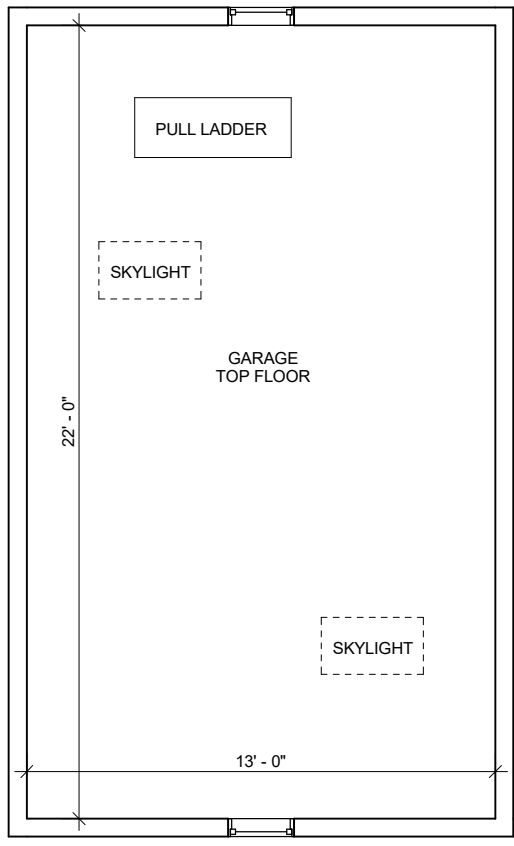 PULL LADDER
SKYLIGHT
GARAGE
TOP FLOOR
22' - 0"
SKYLIGHT
13' - 0"